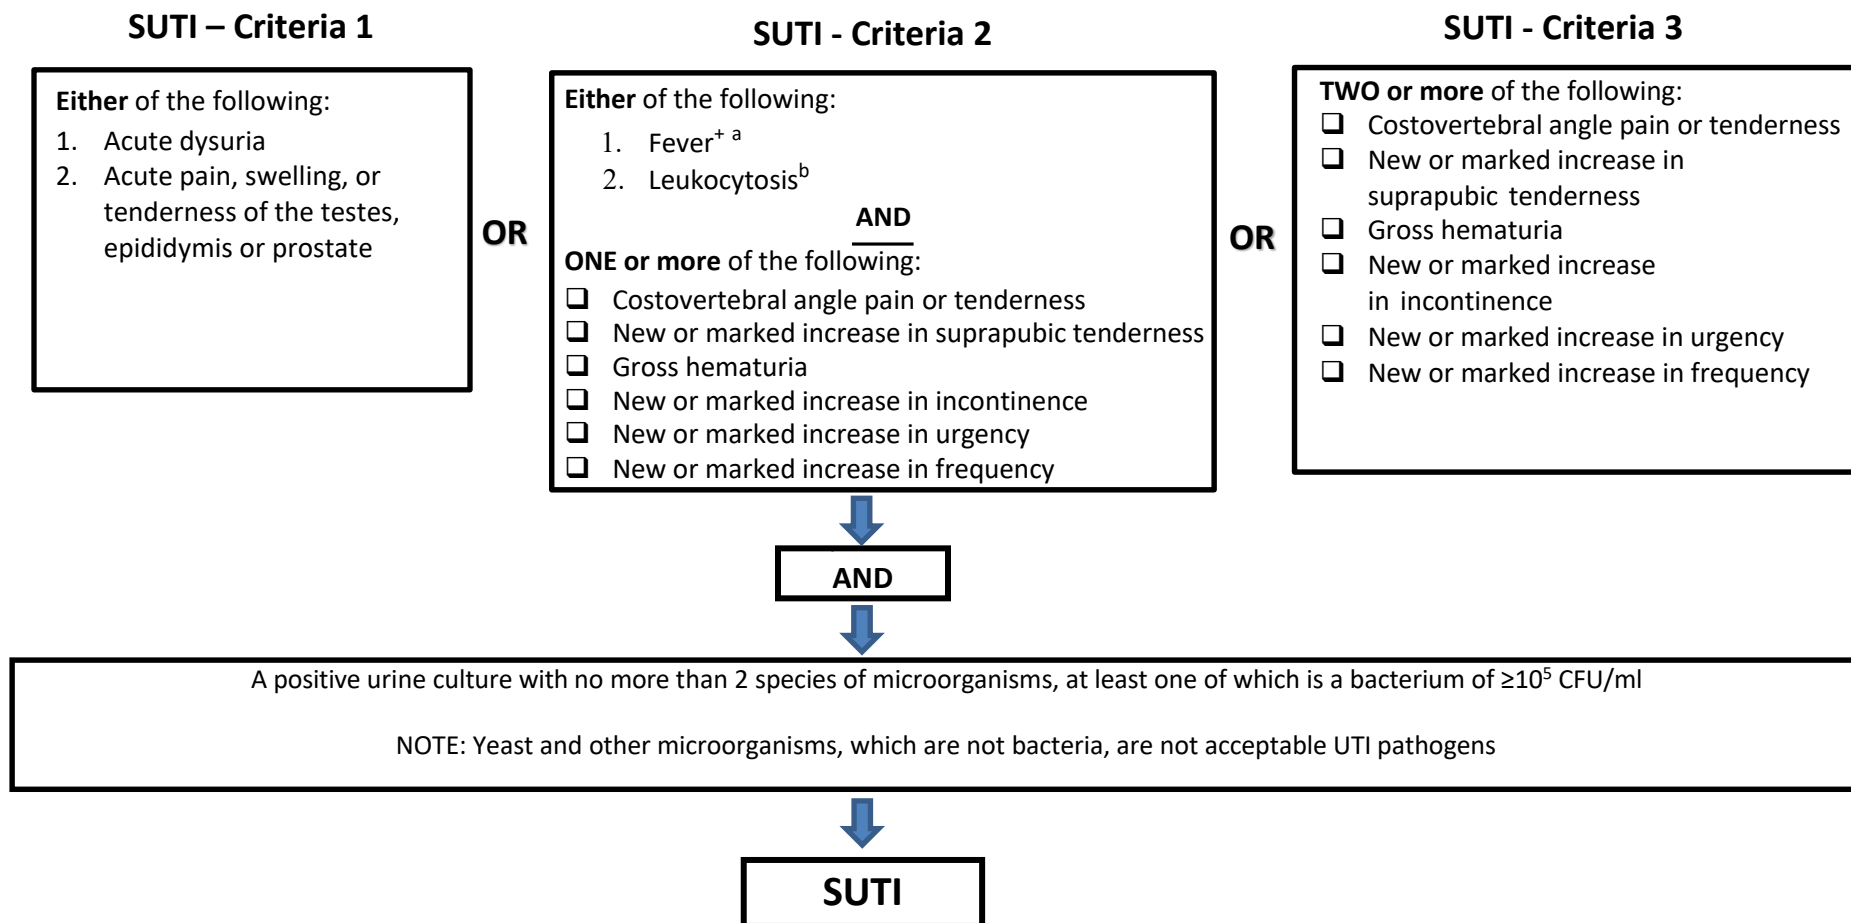 SUTI – Criteria 1
Either of the following:
1. Acute dysuria
2. Acute pain, swelling, or
tenderness of the testes,
epididymis or prostate
OR
SUTI - Criteria 2
Either of the following:
1. Fever⁺ ᵃ
2. Leukocytosisᵇ
AND
ONE or more of the following:
❑ Costovertebral angle pain or tenderness
❑ New or marked increase in suprapubic tenderness
❑ Gross hematuria
❑ New or marked increase in incontinence
❑ New or marked increase in urgency
❑ New or marked increase in frequency
OR
SUTI - Criteria 3
TWO or more of the following:
❑ Costovertebral angle pain or tenderness
❑ New or marked increase in
suprapubic tenderness
❑ Gross hematuria
❑ New or marked increase
in incontinence
❑ New or marked increase in urgency
❑ New or marked increase in frequency
AND
A positive urine culture with no more than 2 species of microorganisms, at least one of which is a bacterium of ≥10⁵ CFU/ml
NOTE: Yeast and other microorganisms, which are not bacteria, are not acceptable UTI pathogens
SUTI